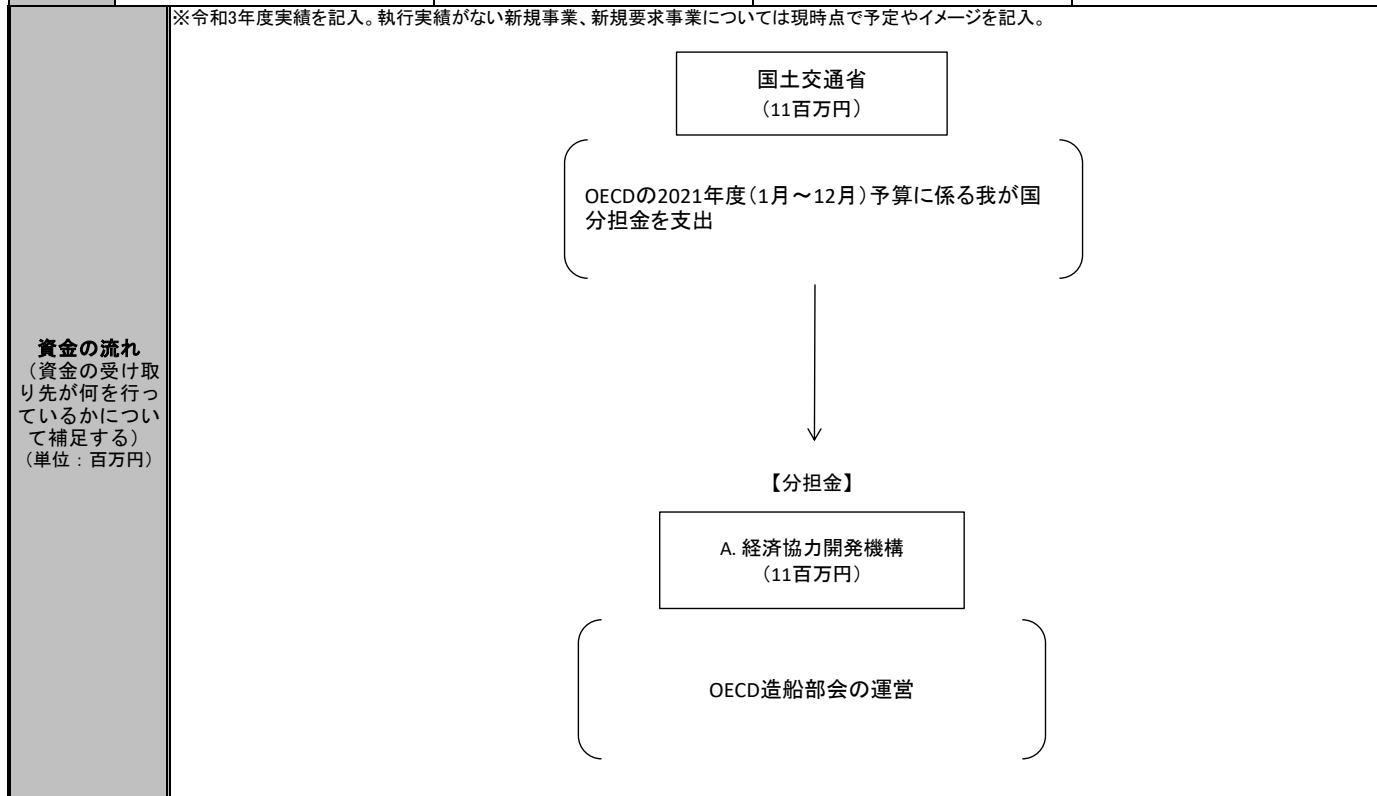 ※令和3年度実績を記入。執行実績がない新規事業、新規要求事業については現時点で予定やイメージを記入。
資金の流れ
（資金の受け取
り先が何を行っ
ているかについ
て補足する）
（単位：百万円）
国土交通省
（11百万円）
OECDの2021年度（1月～12月）予算に係る我が国
分担金を支出
【分担金】
A. 経済協力開発機構
（11百万円）
OECD造船部会の運営